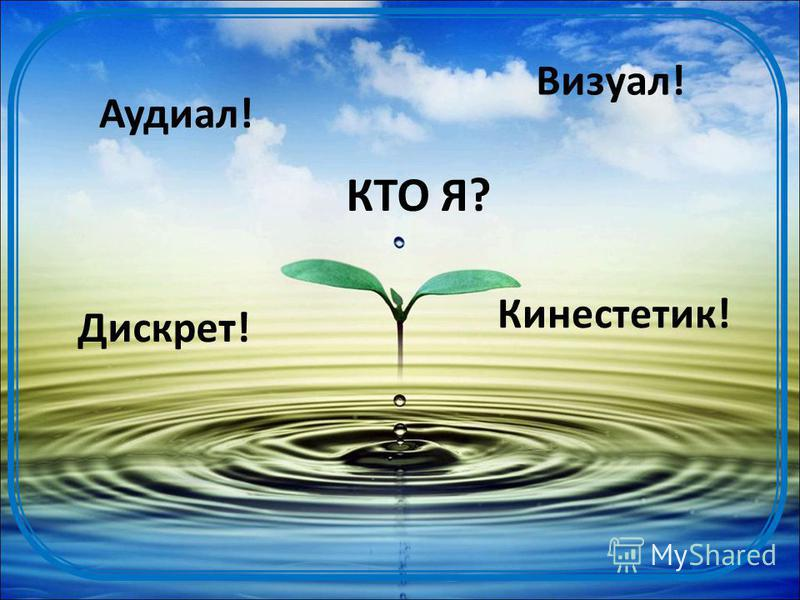 Визуал!
Аудиал!
КТО Я?
Кинестетик!
Дискрет!
MyShared